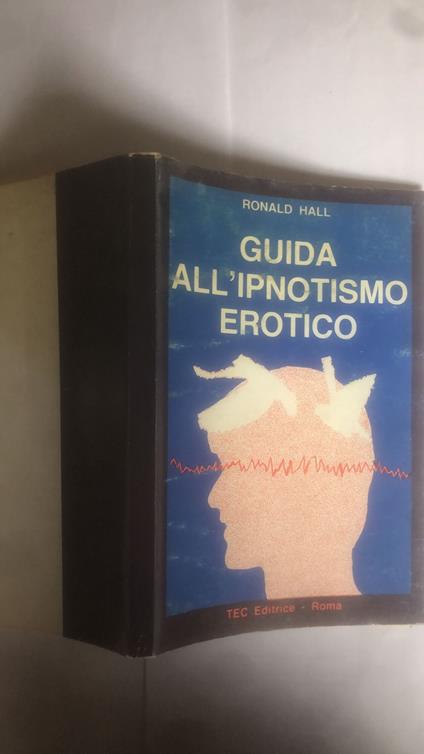 RONALD HALL
GUIDA
ALL'IPNOTISMO
EROTICO
TEC Editrice - Roma